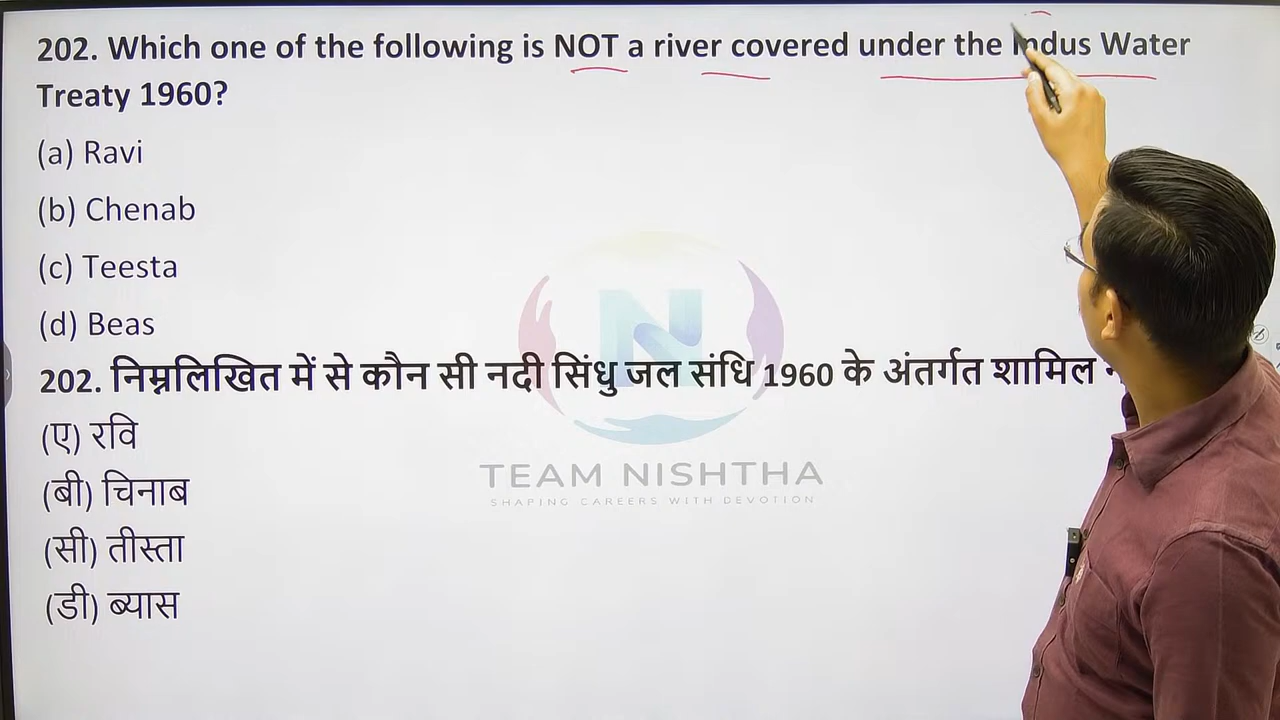 202. Which one of the following is NOT a river covered under the Indus Water
Treaty 1960?
(a) Ravi
(b) Chenab
(c) Teesta
(d) Beas
202. निम्नलिखित में से कौन सी नदी सिंधु जल संधि 1960 के अंतर्गत शामिल
(ए) रवि
(बी) चिनाब
(सी) तीस्ता
(डी) ब्यास
TEAM NISHTHA
SHAPING CAREERS WITH DEVOTION